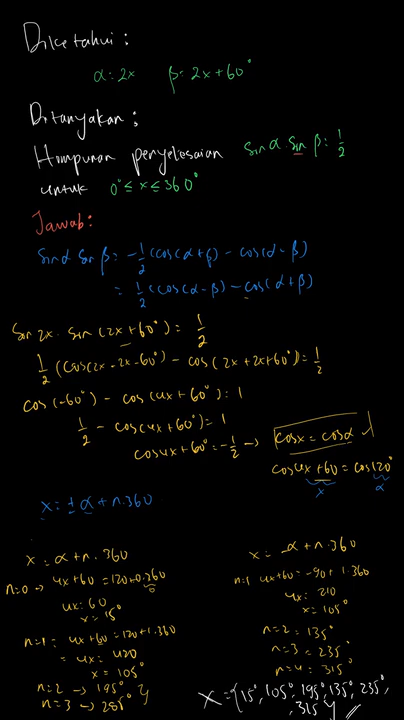 Diketahui:
α = 2x β = 2x + 60°
Ditanyakan:
Himpunan penyelesaian sin α. sin β = 1/2
untuk 0° ≤ x ≤ 360°
Jawab:
sin α sin β = -1/2 (cos(α+β) - cos(α-β))
= 1/2 (cos(α-β) - cos(α+β))
sin 2x. sin (2x+60°) = 1/2
1/2 (cos(2x-2x-60°) - cos(2x+2x+60°)) = 1/2
cos(-60°) - cos(4x+60°) = 1
1/2 - cos(4x+60°) = 1
cos 4x+60° = -1/2 → cos x = cos α
cos 4x+60 = cos 120°
x α
x = ± α + n.360
x = α + n.360
n=0 → 4x+60 = 120+0.360
0
4x = 60
x = 15°
n=1 = 4x+60 = 120+1.360
= 4x = 420
x = 105°
n=2 → 195°
n=3 → 285°
x = -α + n.360
n=1 4x+60 = -90 + 1.360
4x = 210
x = 105°
n=2 = 135°
n=3 = 235°
n=4 = 315°
x = {15°, 105°, 195°, 135°, 235°,
315°}